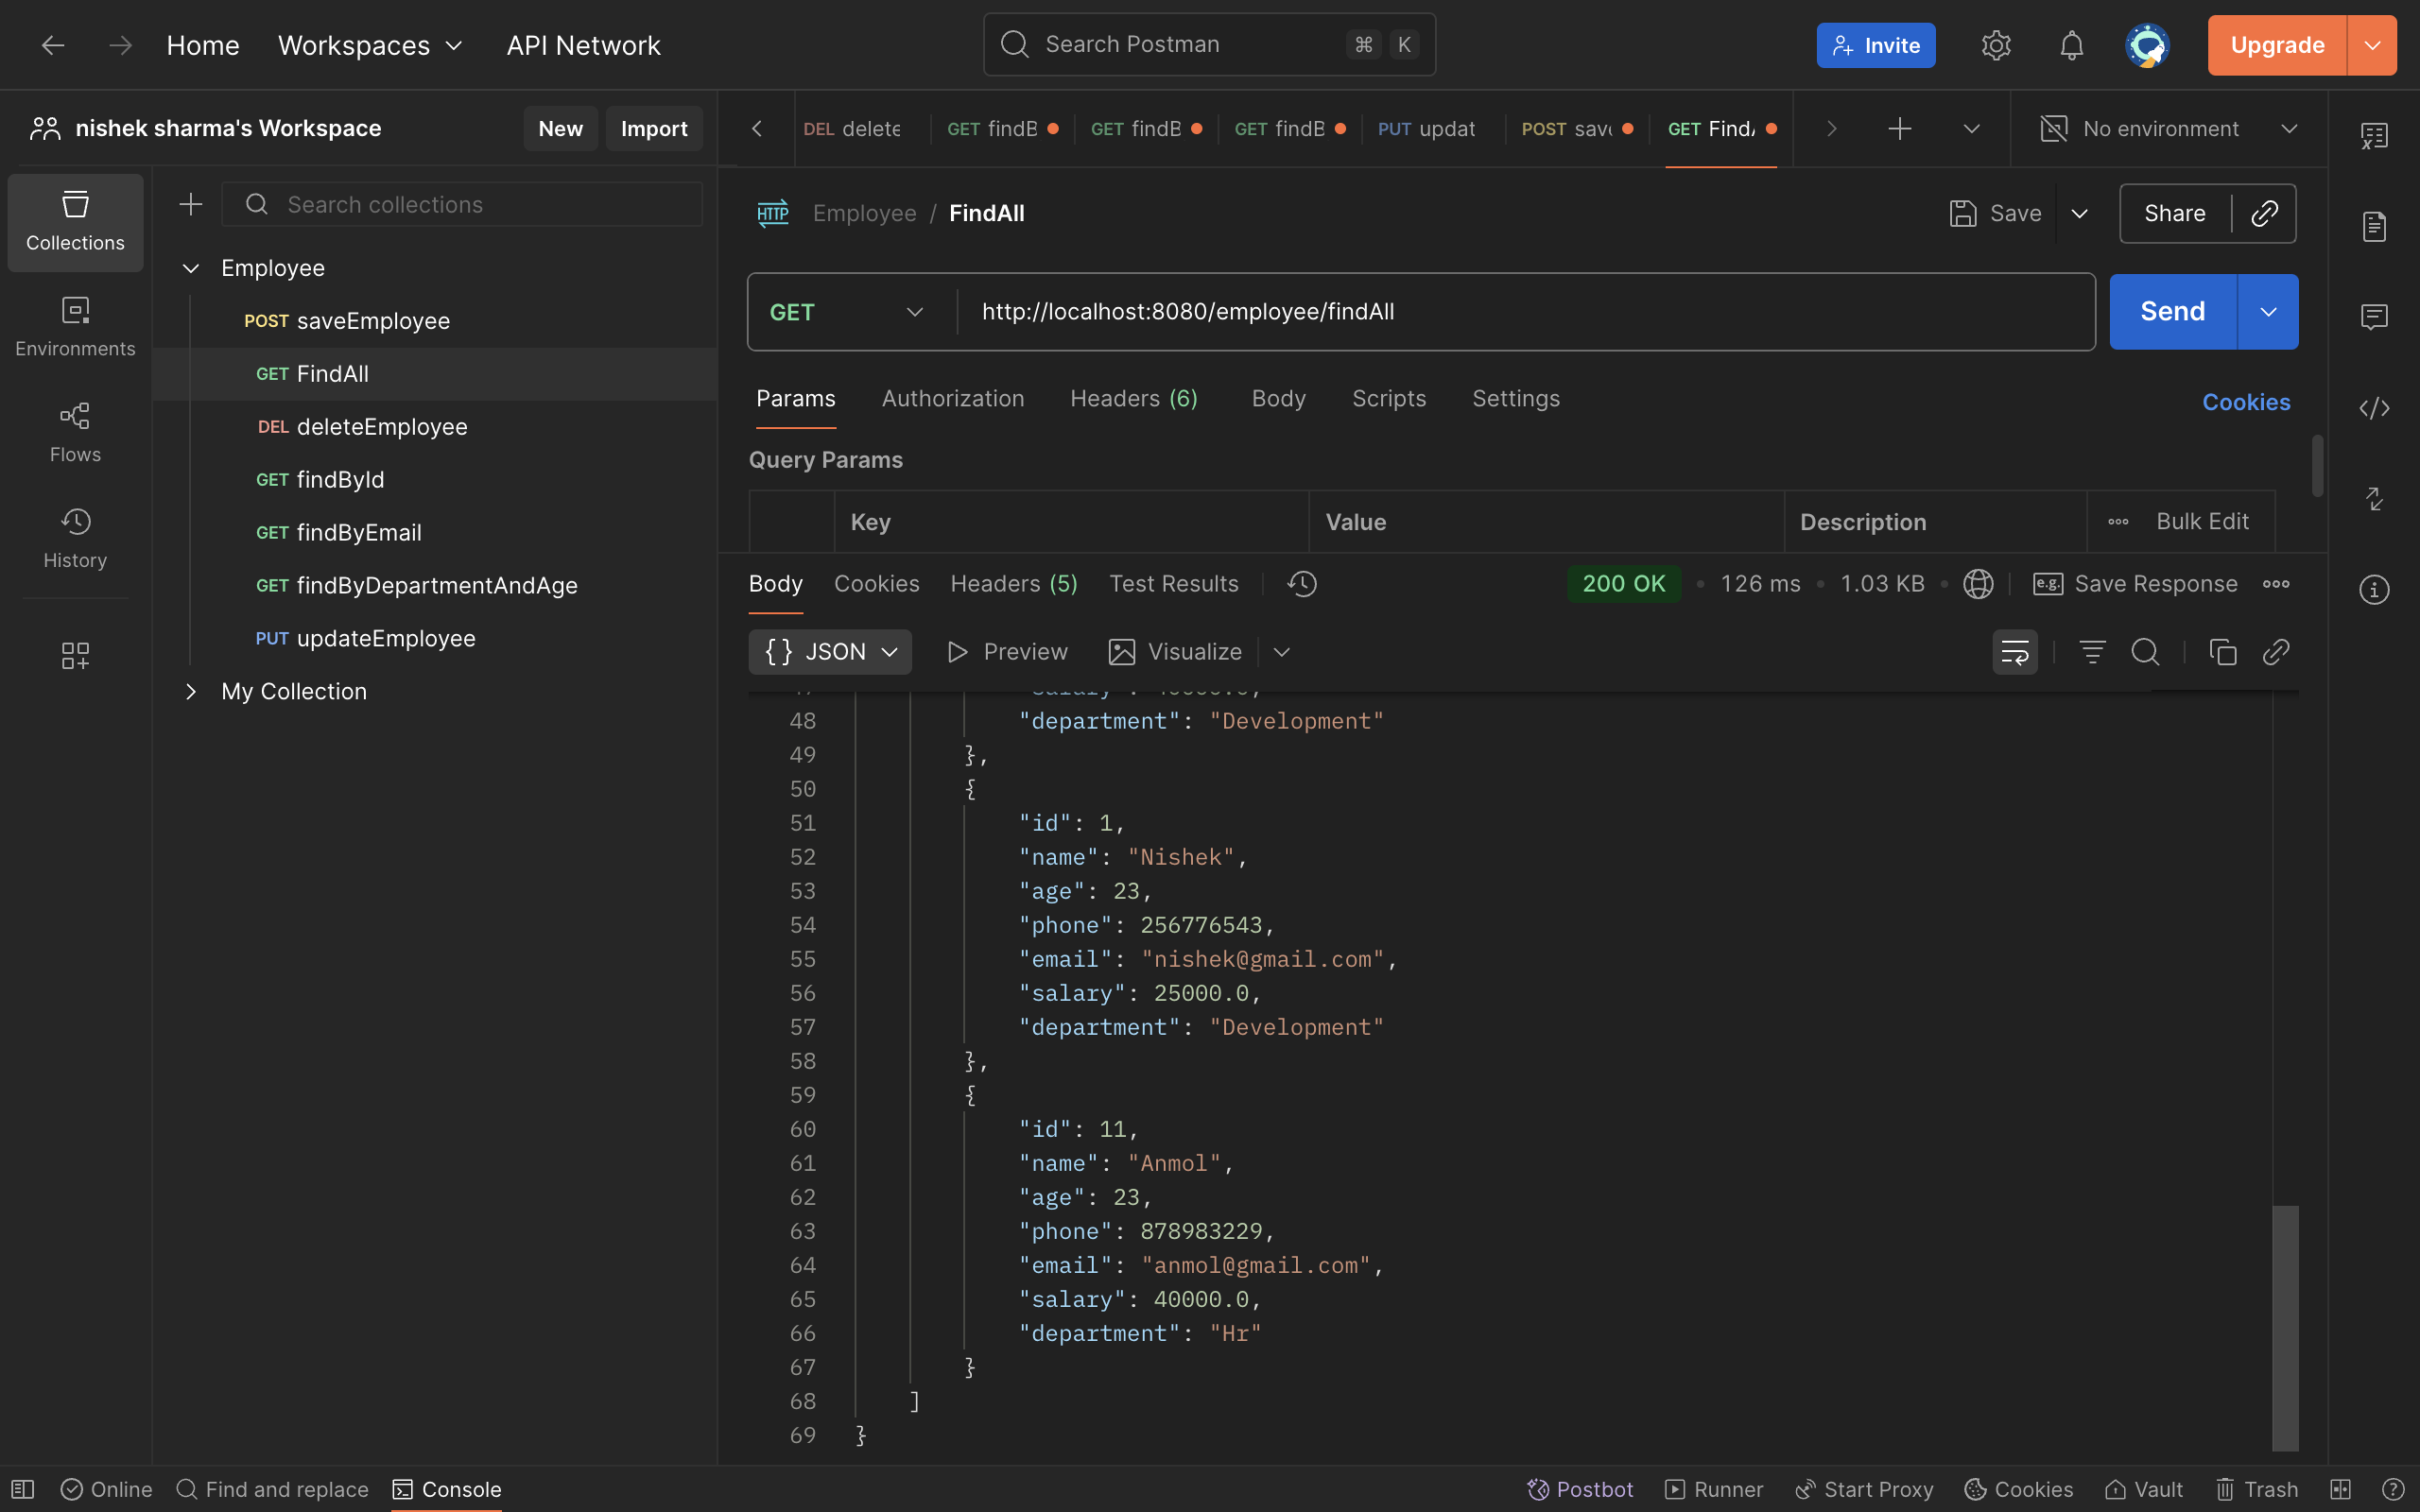 Home Workspaces API Network
Search Postman ⌘ K
Invite Upgrade
nishek sharma's Workspace New Import
DEL delete GET findB GET findB GET findB PUT updat POST sav GET Find No environment
Collections
Environments
Flows
History
Search collections
Employee
POST saveEmployee
GET FindAll
DEL deleteEmployee
GET findById
GET findByEmail
GET findByDepartmentAndAge
PUT updateEmployee
My Collection
HTTP Employee / FindAll Save Share
GET http://localhost:8080/employee/findAll Send
Params Authorization Headers (6) Body Scripts Settings Cookies
Query Params
Key Value Description Bulk Edit
Body Cookies Headers (5) Test Results 200 OK • 126 ms • 1.03 KB • e.g. Save Response
{ } JSON Preview Visualize
48 "department": "Development"
49 },
50 {
51 "id": 1,
52 "name": "Nishek",
53 "age": 23,
54 "phone": 256776543,
55 "email": "nishek@gmail.com",
56 "salary": 25000.0,
57 "department": "Development"
58 },
59 {
60 "id": 11,
61 "name": "Anmol",
62 "age": 23,
63 "phone": 878983229,
64 "email": "anmol@gmail.com",
65 "salary": 40000.0,
66 "department": "Hr"
67 }
68 ]
69 }
Online Find and replace Console Postbot Runner Start Proxy Cookies Vault Trash